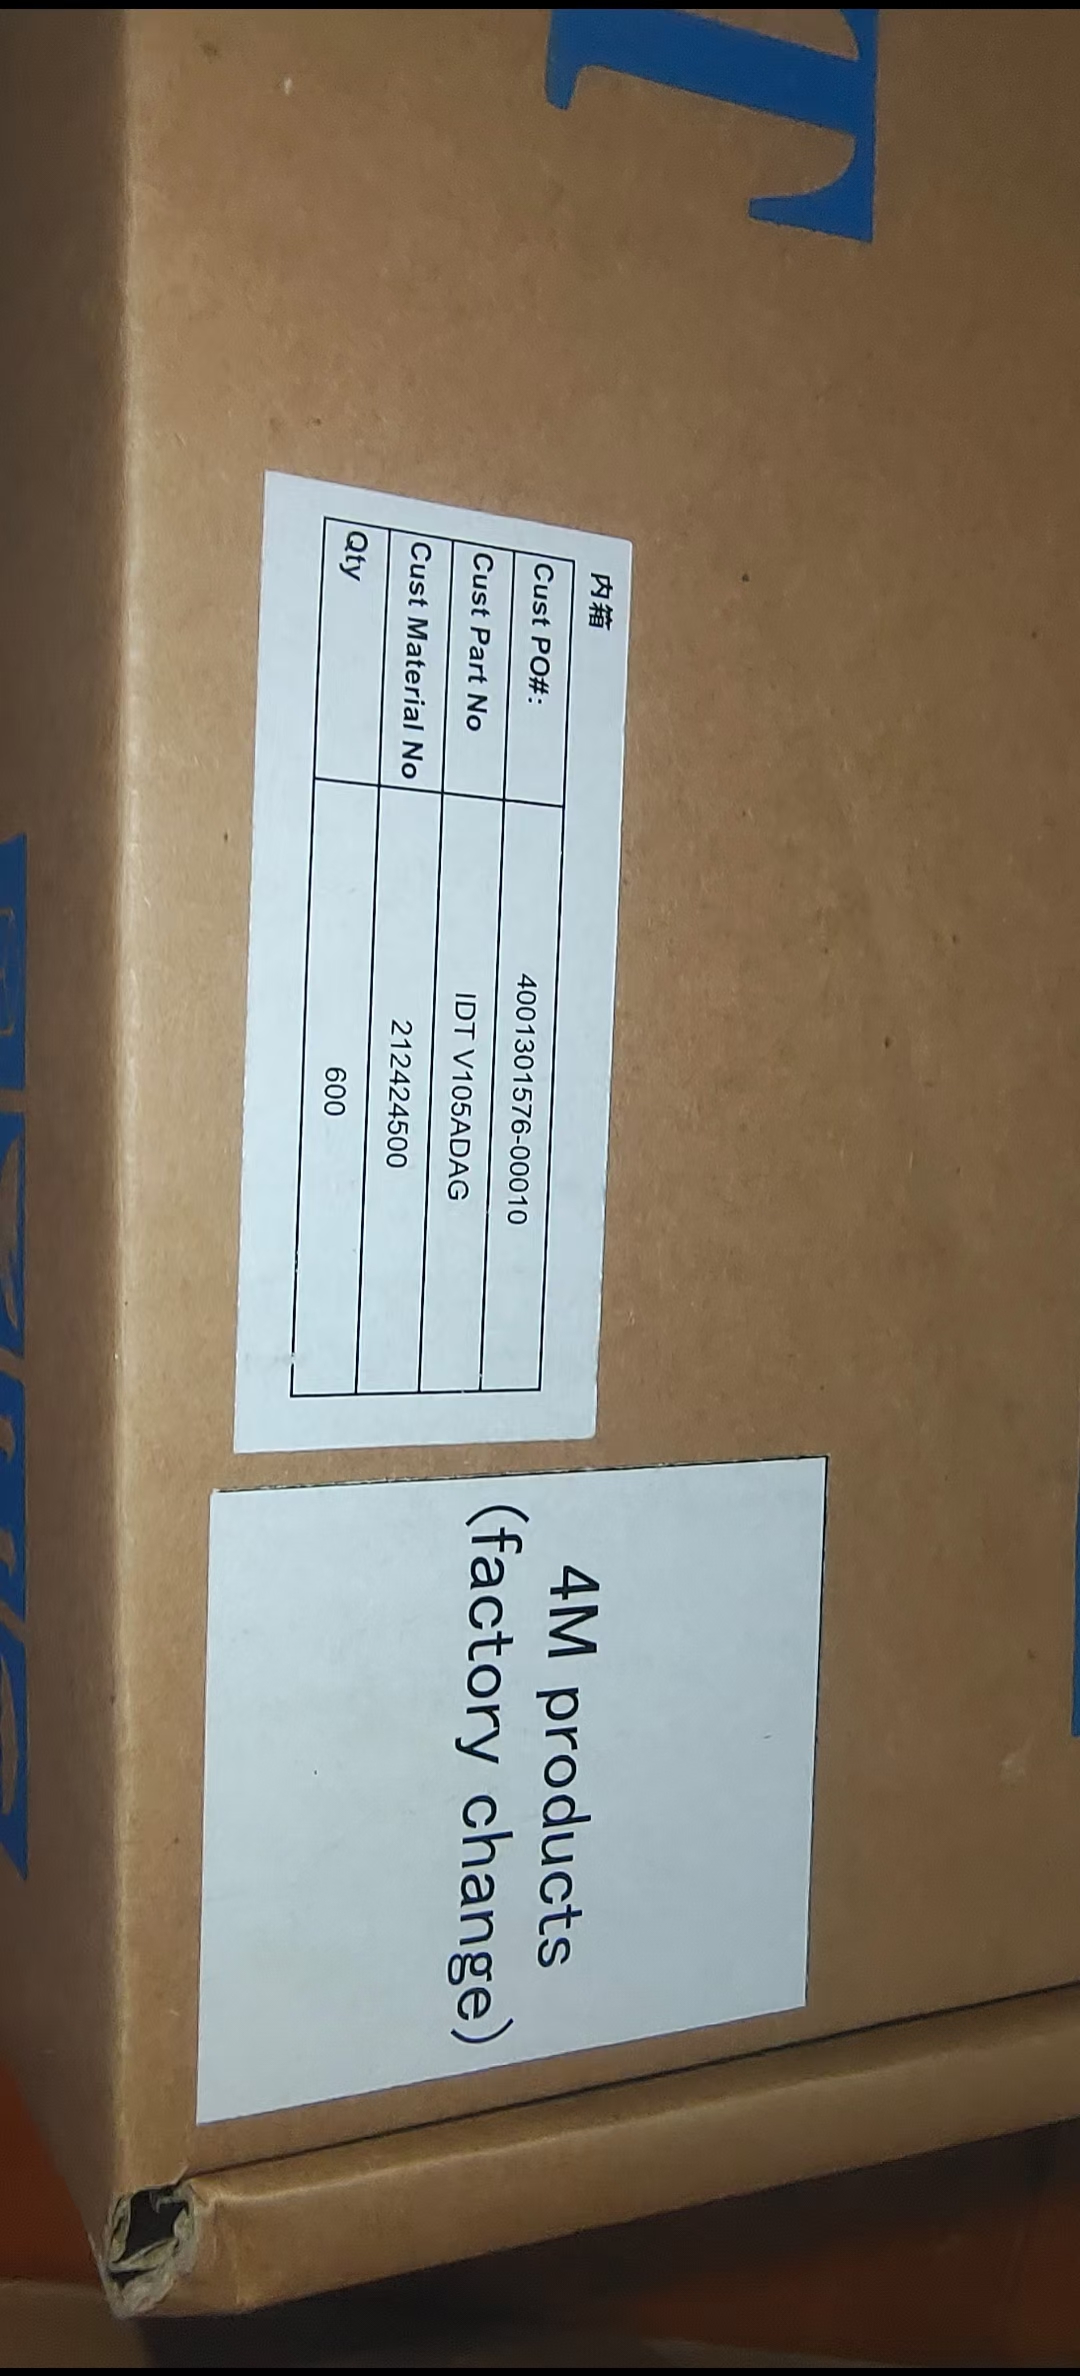 T
内箱
Cust PO#: 4001301576-00010
Cust Part No IDT V105ADAG
Cust Material No 212424500
Qty 600
4M products
(factory change)